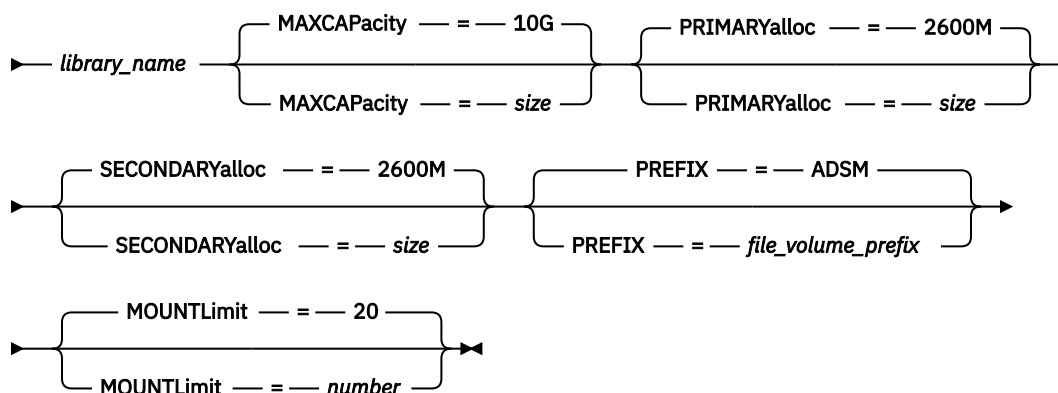 MAXCAPacity = 10G PRIMARYalloc = 2600M
library_name
MAXCAPacity = size PRIMARYalloc = size
SECONDARYalloc = 2600M PREFIX = ADSM
SECONDARYalloc = size PREFIX = file_volume_prefix
MOUNTLimit = 20
MOUNTLimit = number